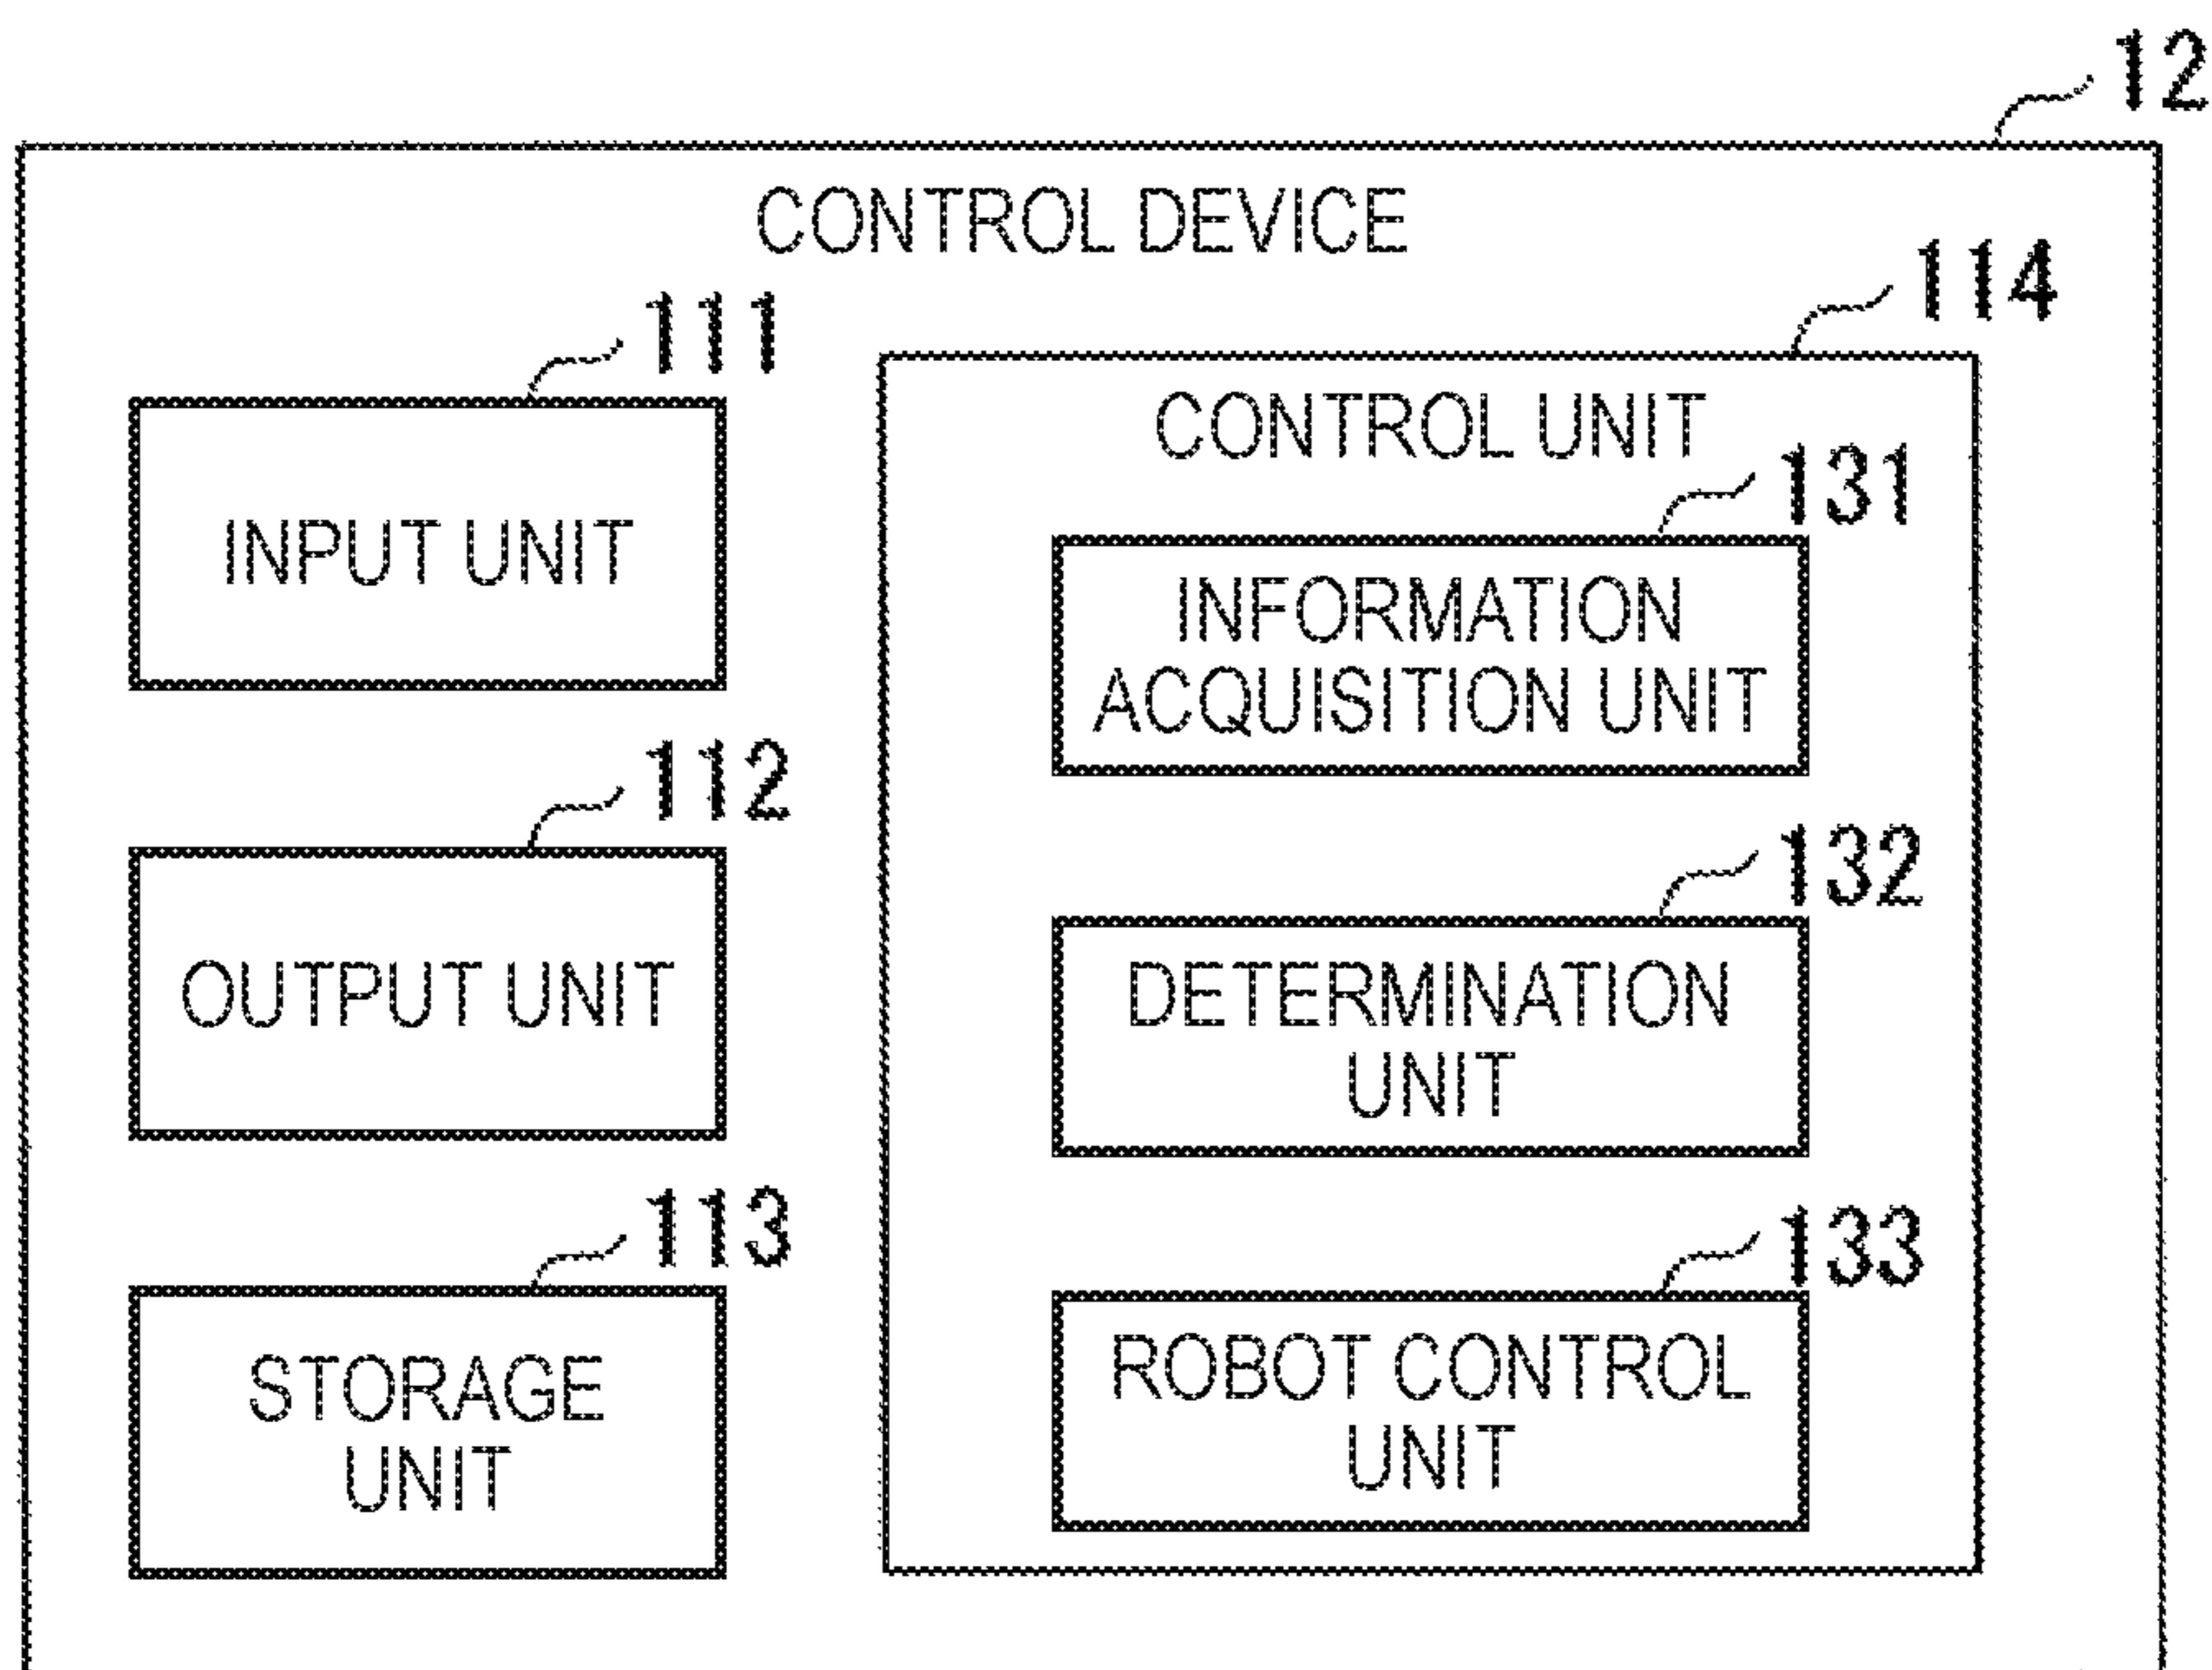 12
CONTROL DEVICE
111
INPUT UNIT
112
OUTPUT UNIT
113
STORAGE
UNIT
114
CONTROL UNIT
131
INFORMATION
ACQUISITION UNIT
132
DETERMINATION
UNIT
133
ROBOT CONTROL
UNIT